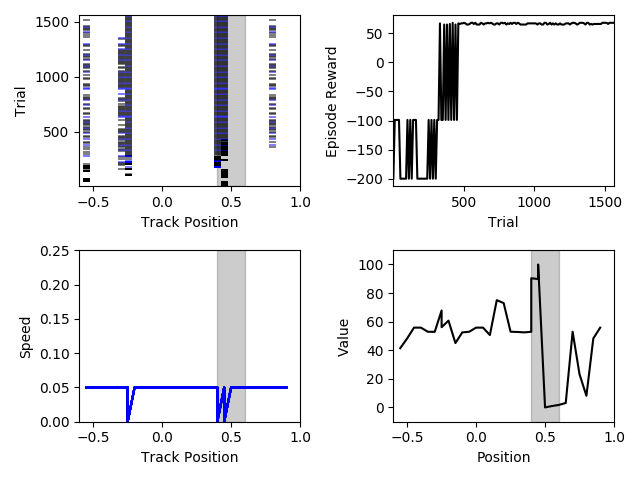 1500
1000
500
Trial
−0.5 0.0 0.5 1.0
Track Position
50
0
−50
−100
−150
−200
Episode Reward
500 1000 1500
Trial
0.25
0.20
0.15
0.10
0.05
0.00
Speed
−0.5 0.0 0.5 1.0
Track Position
100
80
60
40
20
0
Value
−0.5 0.0 0.5 1.0
Position